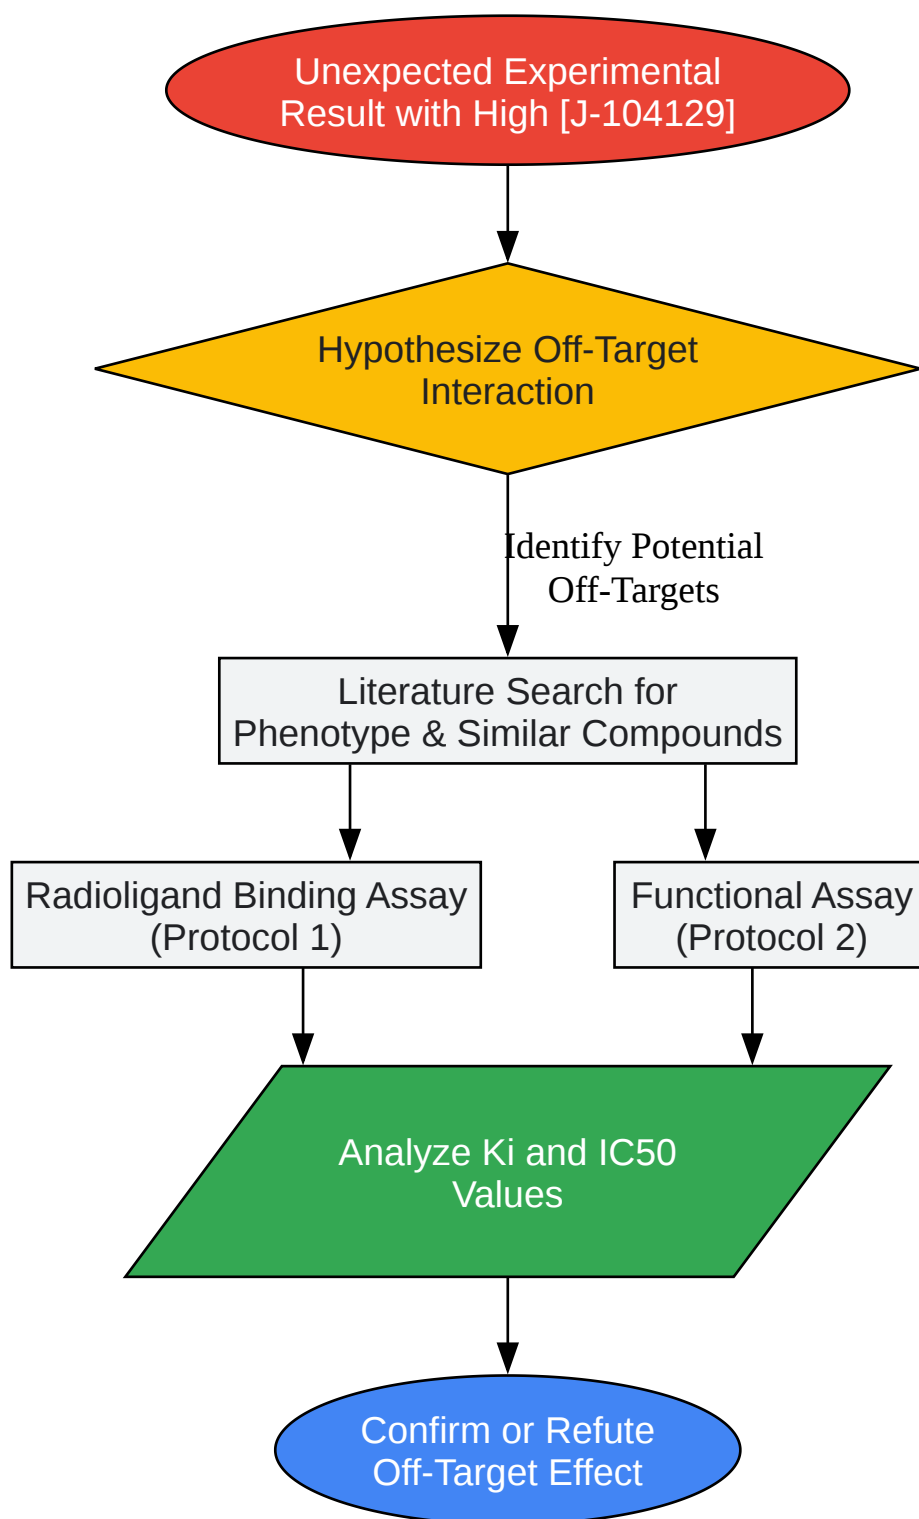 Unexpected Experimental
Result with High [J-104129]
Hypothesize Off-Target
Interaction
Identify Potential
Off-Targets
Literature Search for
Phenotype & Similar Compounds
Radioligand Binding Assay
(Protocol 1)
Functional Assay
(Protocol 2)
Analyze Ki and IC50
Values
Confirm or Refute
Off-Target Effect